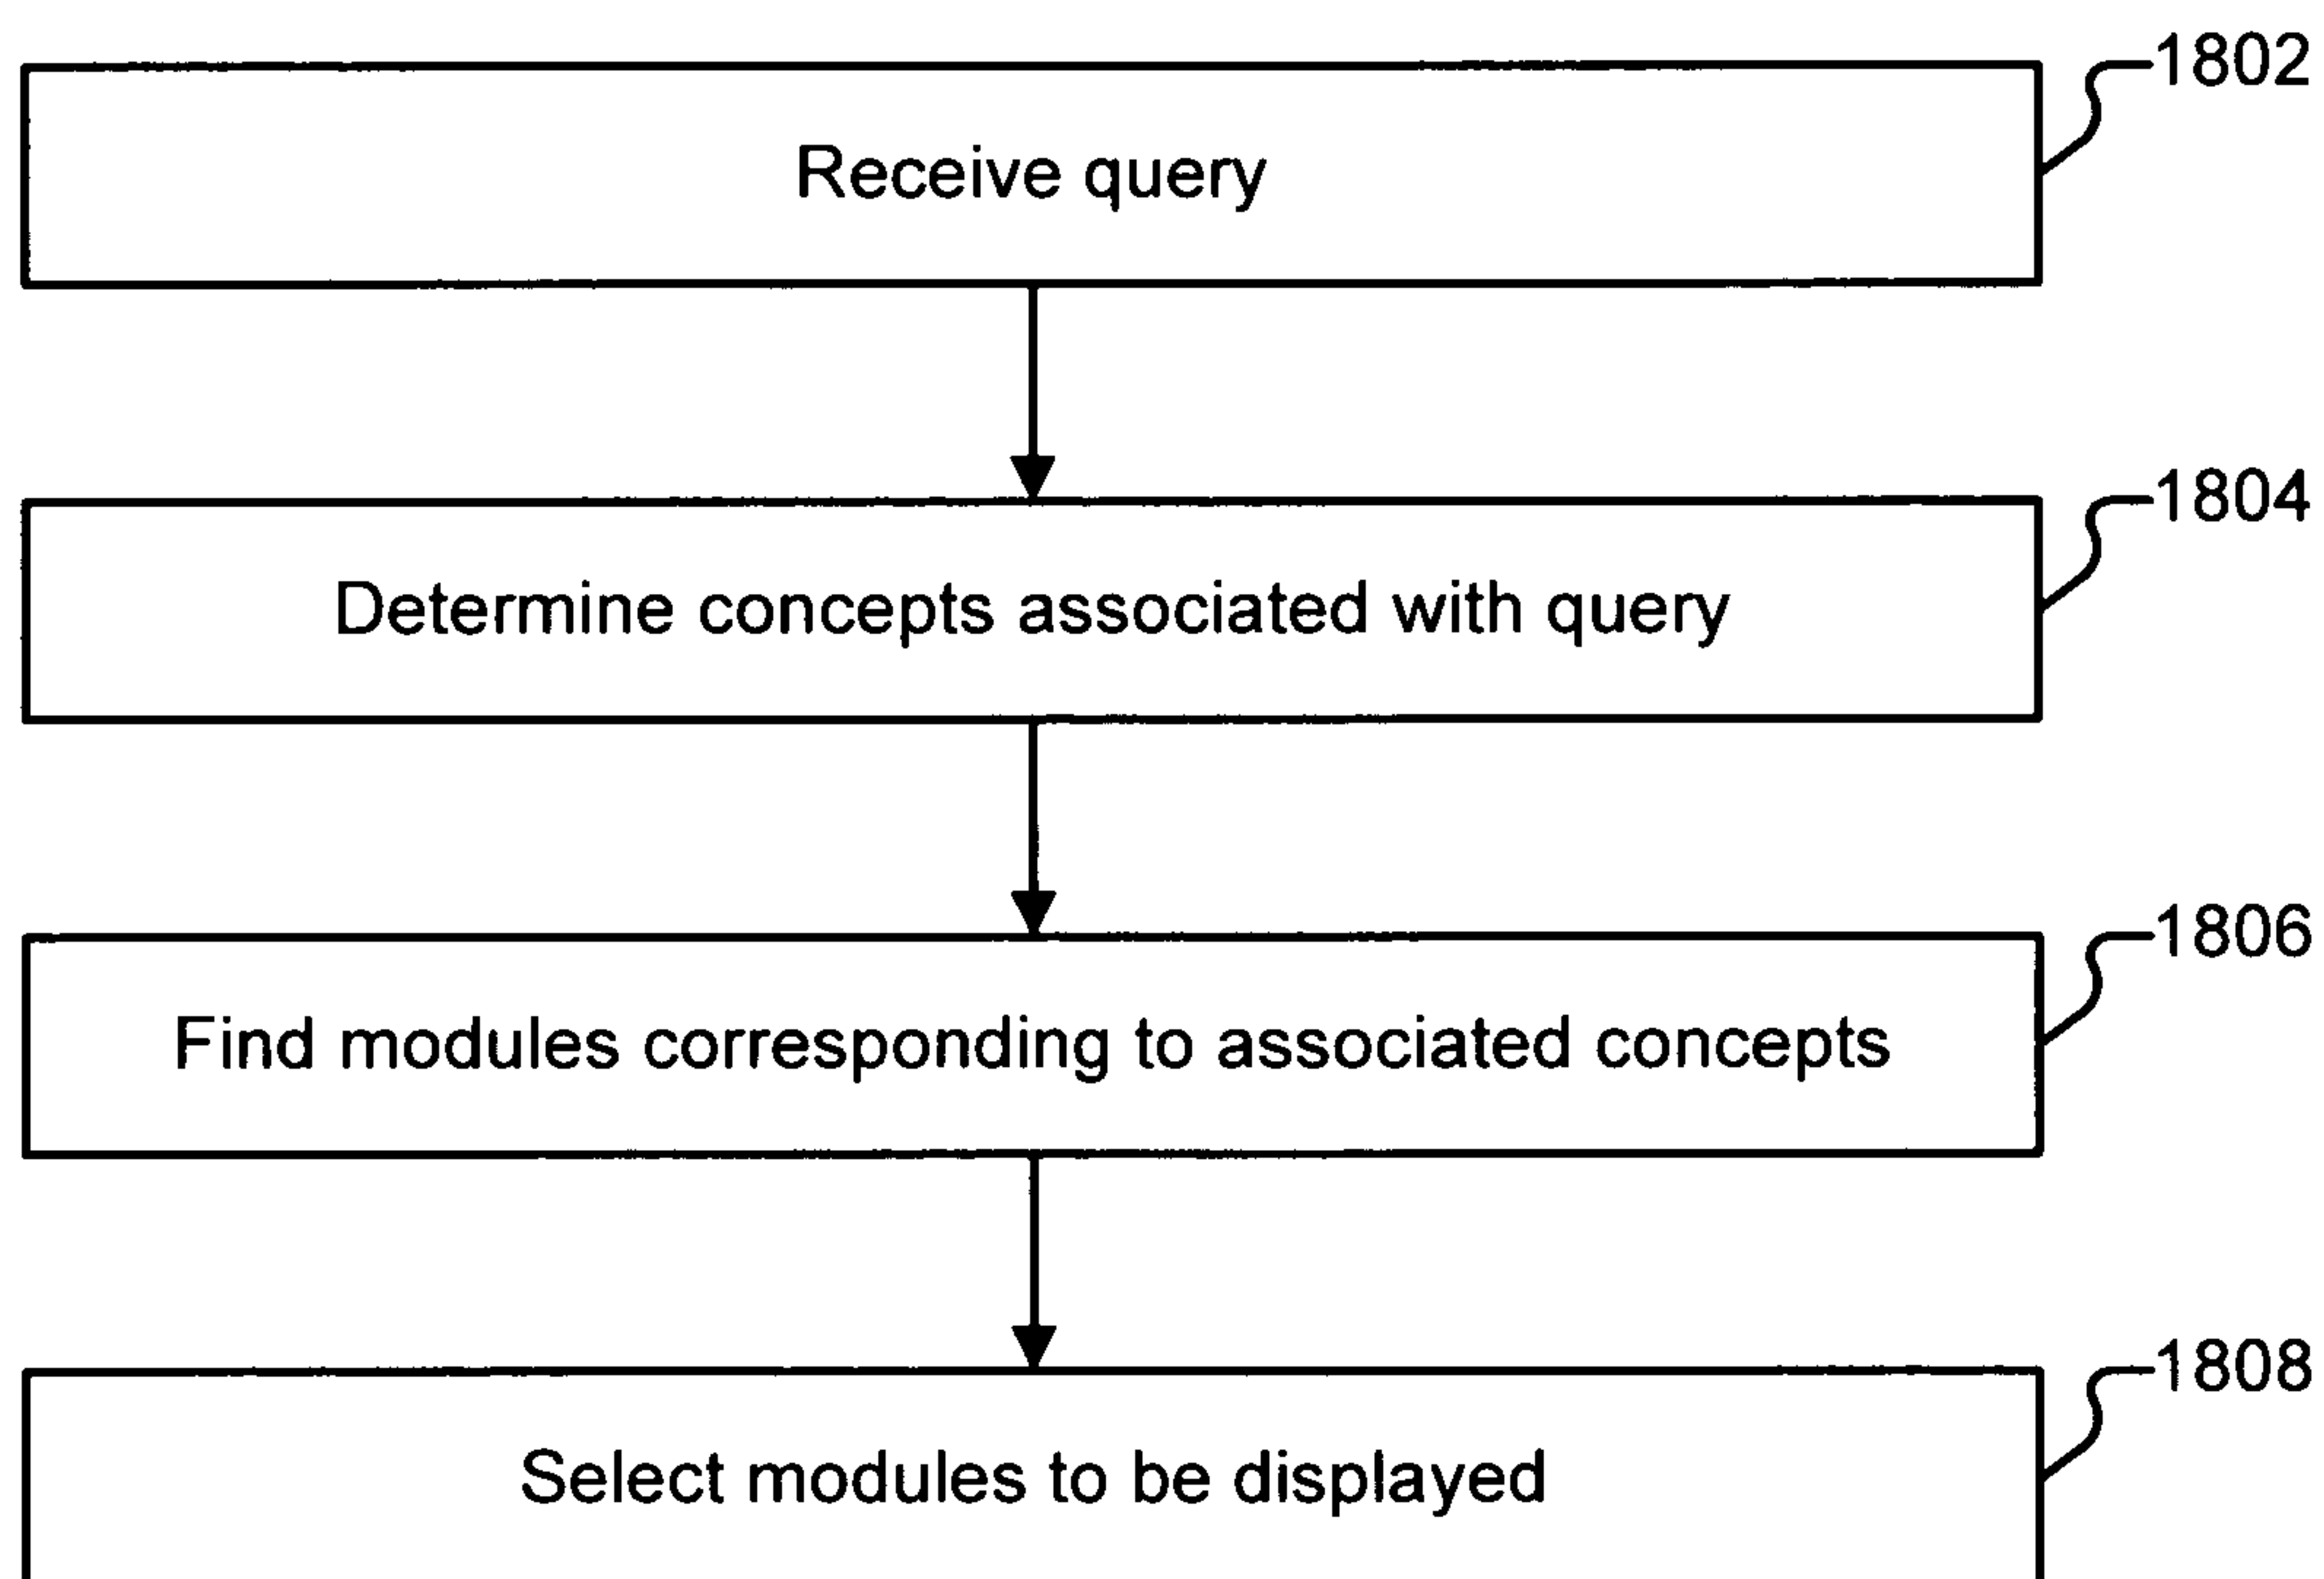 1802
Receive query
1804
Determine concepts associated with query
1806
Find modules corresponding to associated concepts
1808
Select modules to be displayed